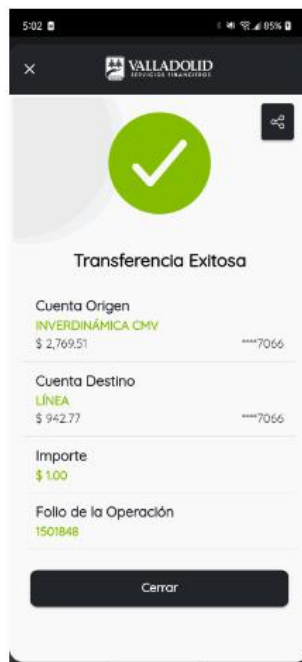 5:02
85%
VALLADOLID
SERVICIOS FINANCIEROS
Transferencia Exitosa
Cuenta Origen
INVERDINÁMICA CMV
$ 2,769.51 ****7066
Cuenta Destino
LÍNEA
$ 942.77 ****7066
Importe
$ 1.00
Folio de la Operación
1501848
Cerrar